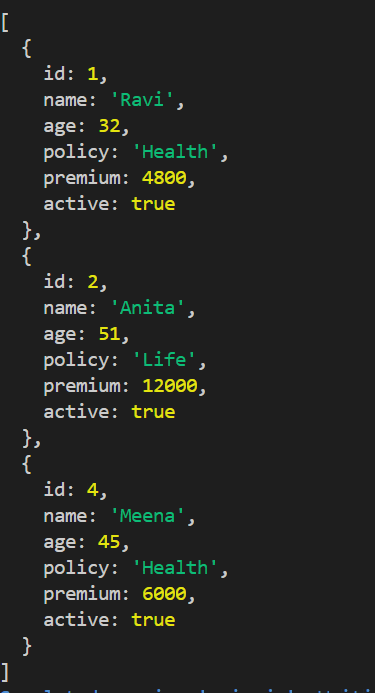 [
  {
    id: 1,
    name: 'Ravi',
    age: 32,
    policy: 'Health',
    premium: 4800,
    active: true
  },
  {
    id: 2,
    name: 'Anita',
    age: 51,
    policy: 'Life',
    premium: 12000,
    active: true
  },
  {
    id: 4,
    name: 'Meena',
    age: 45,
    policy: 'Health',
    premium: 6000,
    active: true
  }
]